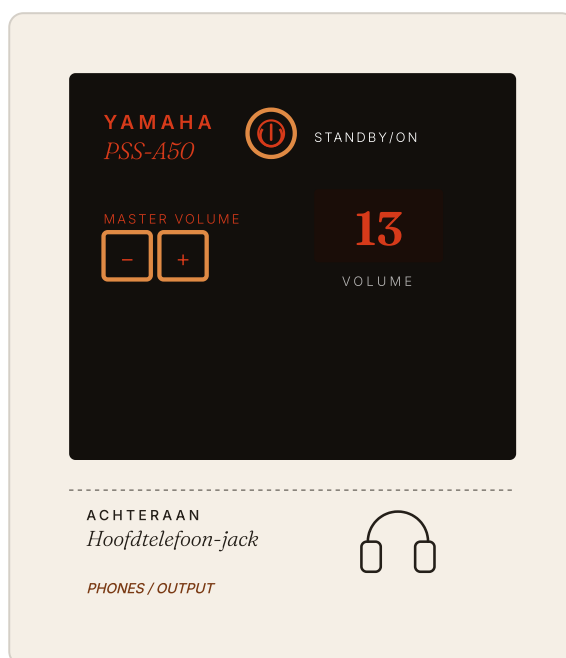 YAMAHA
PSS-A50
STANDBY/ON
MASTER VOLUME
− +
13
VOLUME
ACHTERAAN
Hoofdtelefoon-jack
PHONES / OUTPUT